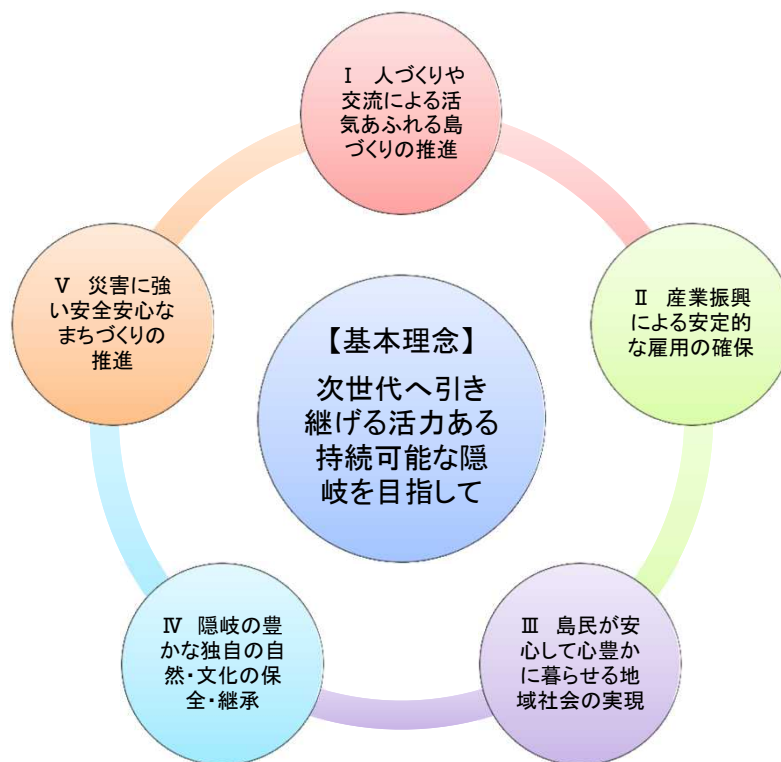 Ⅰ　人づくりや
交流による活
気あふれる島
づくりの推進
Ⅱ　産業振興
による安定的
な雇用の確保
Ⅴ　災害に強
い安全安心な
まちづくりの
推進
【基本理念】
次世代へ引き
継げる活力ある
持続可能な隠
岐を目指して
Ⅳ　隠岐の豊
かな独自の自
然・文化の保
全・継承
Ⅲ　島民が安
心して心豊か
に暮らせる地
域社会の実現